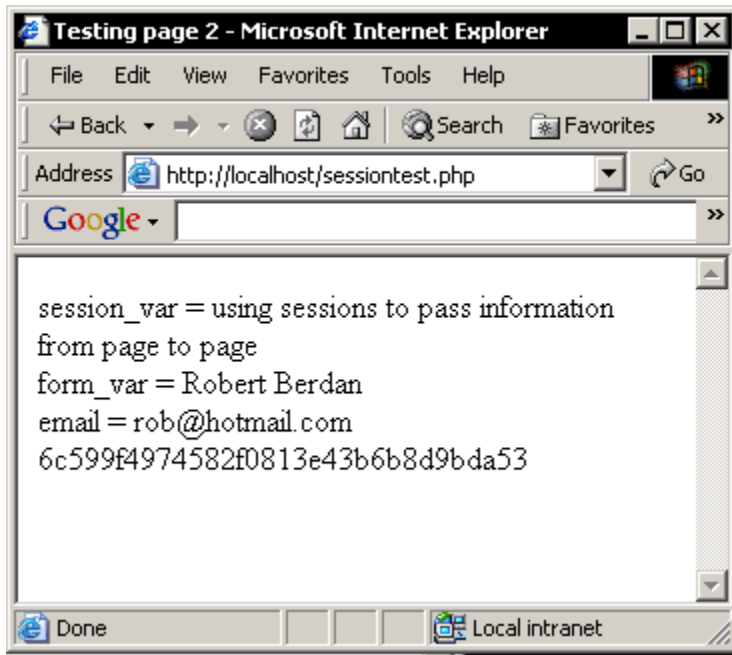 Testing page 2 - Microsoft Internet Explorer
File Edit View Favorites Tools Help
Back Search Favorites »
Address http://localhost/sessiontest.php Go
Google »
session_var = using sessions to pass information
from page to page
form_var = Robert Berdan
email = rob@hotmail.com
6c599f4974582f0813e43b6b8d9bda53
Done Local intranet